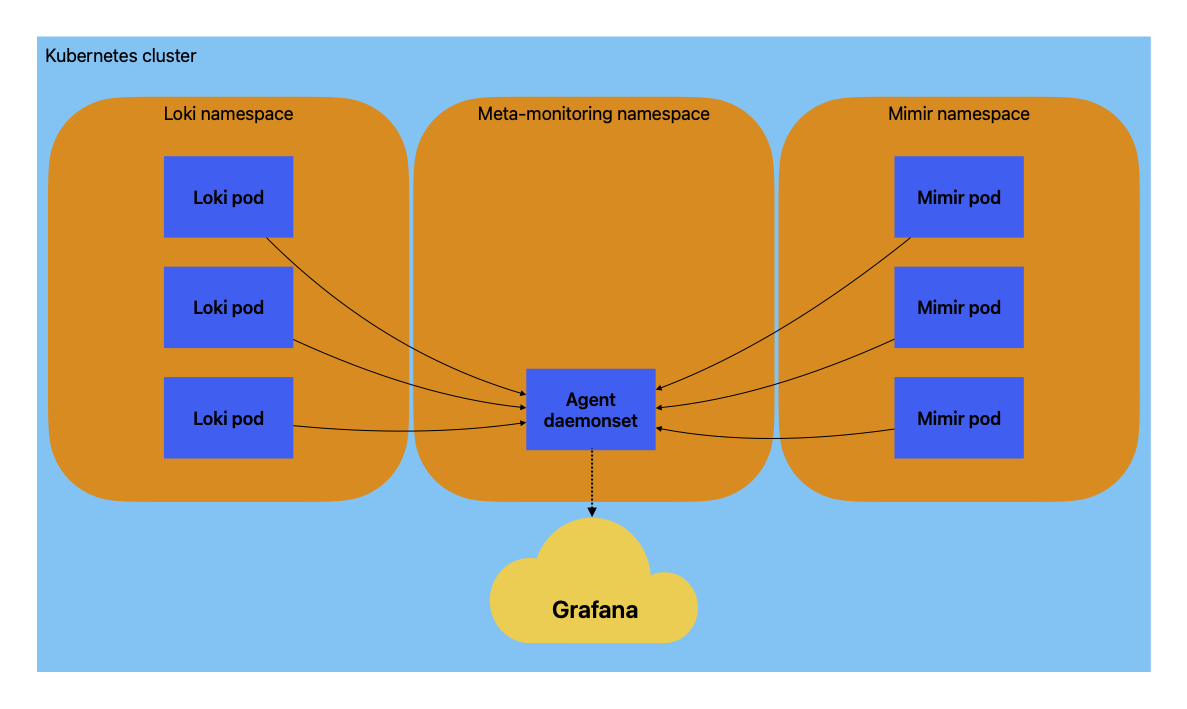 Kubernetes cluster
Loki namespace
Meta-monitoring namespace
Mimir namespace
Loki pod
Mimir pod
Loki pod
Mimir pod
Agent
daemonset
Loki pod
Mimir pod
Grafana